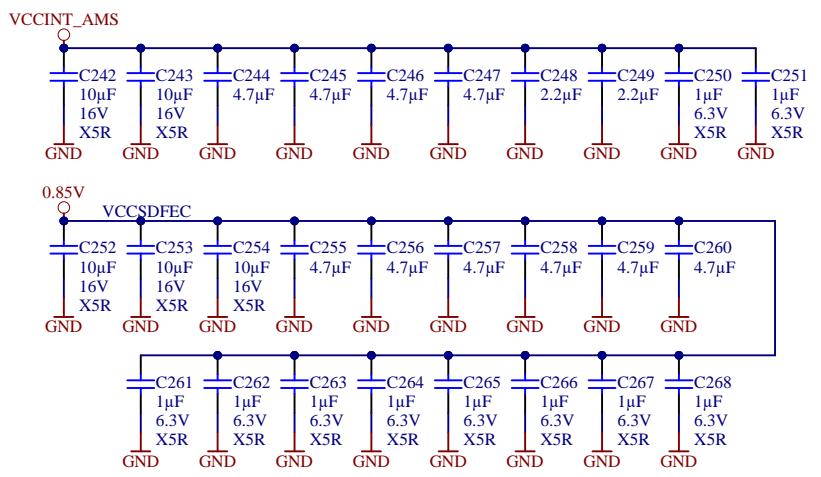 VCCINT_AMS
C242 C243 C244 C245 C246 C247 C248 C249 C250 C251
10µF 10µF 4.7µF 4.7µF 4.7µF 4.7µF 2.2µF 2.2µF 1µF 1µF
16V 16V 6.3V 6.3V
X5R X5R X5R X5R
GND GND GND GND GND GND GND GND GND GND
0.85V
VCCSDFEC
C252 C253 C254 C255 C256 C257 C258 C259 C260
10µF 10µF 10µF 4.7µF 4.7µF 4.7µF 4.7µF 4.7µF 4.7µF
16V 16V 16V
X5R X5R X5R
GND GND GND GND GND GND GND GND GND
C261 C262 C263 C264 C265 C266 C267 C268
1µF 1µF 1µF 1µF 1µF 1µF 1µF 1µF
6.3V 6.3V 6.3V 6.3V 6.3V 6.3V 6.3V 6.3V
X5R X5R X5R X5R X5R X5R X5R X5R
GND GND GND GND GND GND GND GND